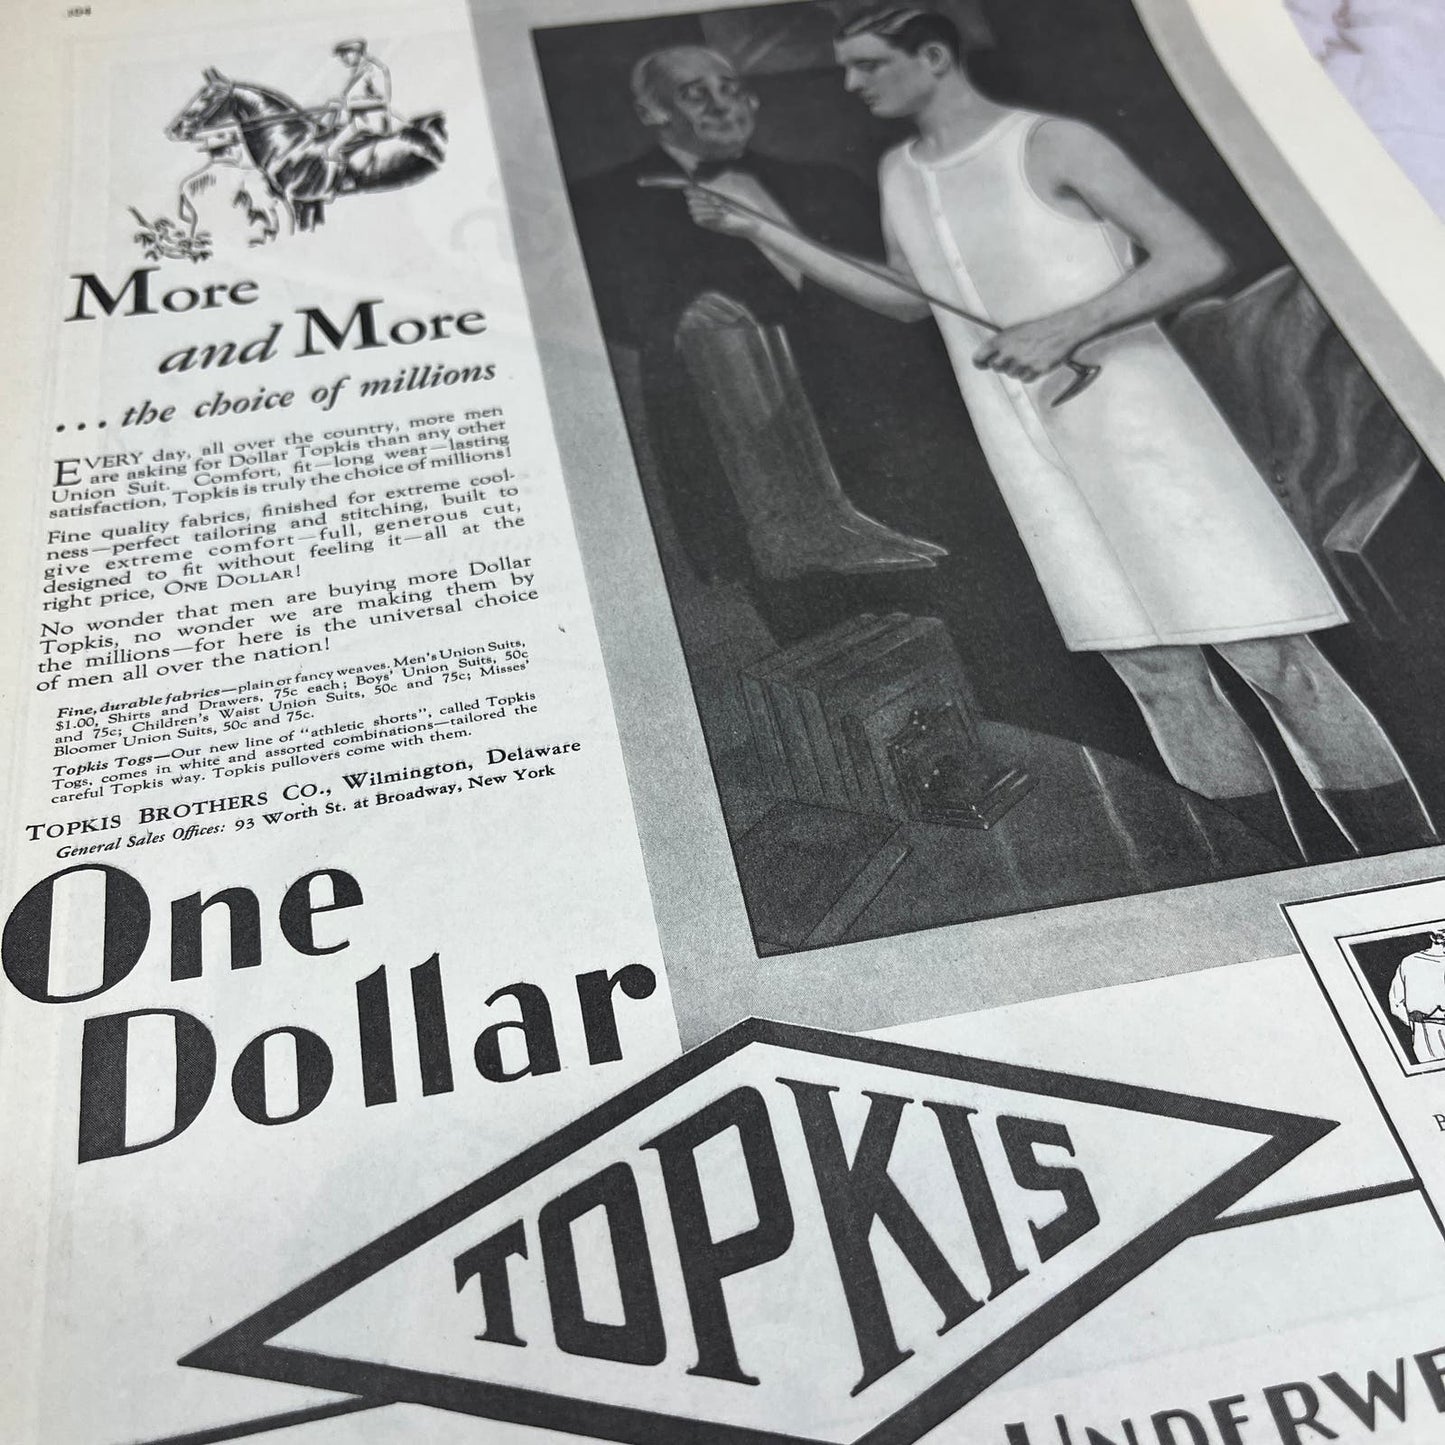 104
More
and More
... the choice of millions
EVERY day, all over the country, more men
are asking for Dollar Topkis than any other
Union Suit. Comfort, fit—long wear—lasting
satisfaction, Topkis is truly the choice of millions!
Fine quality fabrics, finished for extreme cool-
ness—perfect tailoring and stitching, built to
give extreme comfort—full, generous cut,
designed to fit without feeling it—all at the
right price, ONE DOLLAR!
No wonder that men are buying more Dollar
Topkis, no wonder we are making them by
the millions—for here is the universal choice
of men all over the nation!
Fine, durable fabrics—plain or fancy weaves. Men's Union Suits,
$1.00, Shirts and Drawers, 75c each; Boys' Union Suits, 50c
and 75c; Children's Waist Union Suits, 50c and 75c; Misses'
Bloomer Union Suits, 50c and 75c.
Topkis Togs—Our new line of "athletic shorts", called Topkis
Togs, comes in white and assorted combinations—tailored the
careful Topkis way. Topkis pullovers come with them.
TOPKIS BROTHERS CO., Wilmington, Delaware
General Sales Offices: 93 Worth St. at Broadway, New York
One
Dollar
TOPKIS
UNDERWE
B